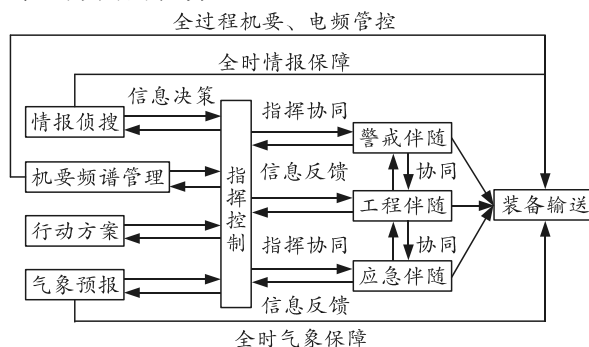 全过程机要、电频管控
全时情报保障
信息决策
情报侦搜
机要频谱管理
行动方案
气象预报
指挥控制
指挥协同
信息反馈
指挥协同
信息反馈
警戒伴随
协同
工程伴随
协同
应急伴随
装备输送
全时气象保障